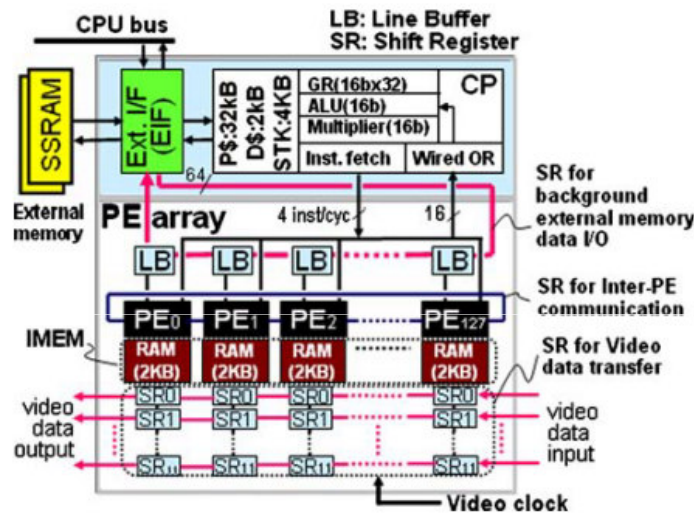 CPU bus
LB: Line Buffer
SR: Shift Register
SSRAM
External
memory
Ext. I/F
(EIF)
P$:32kB
D$:2kB
STK:4KB
GR(16bx32)
ALU(16b)
Multiplier(16b)
CP
Inst. fetch
Wired OR
64
PE array
4 inst/cyc
16
SR for
background
external memory
data I/O
LB
LB
LB
LB
SR for Inter-PE
communication
PE0
PE1
PE2
PE127
IMEM
RAM
(2KB)
RAM
(2KB)
RAM
(2KB)
RAM
(2KB)
SR for Video
data transfer
SR0
SR0
SR0
SR0
SR1
SR1
SR1
SR1
video
data
output
video
data
input
SR11
SR11
SR11
SR11
Video clock